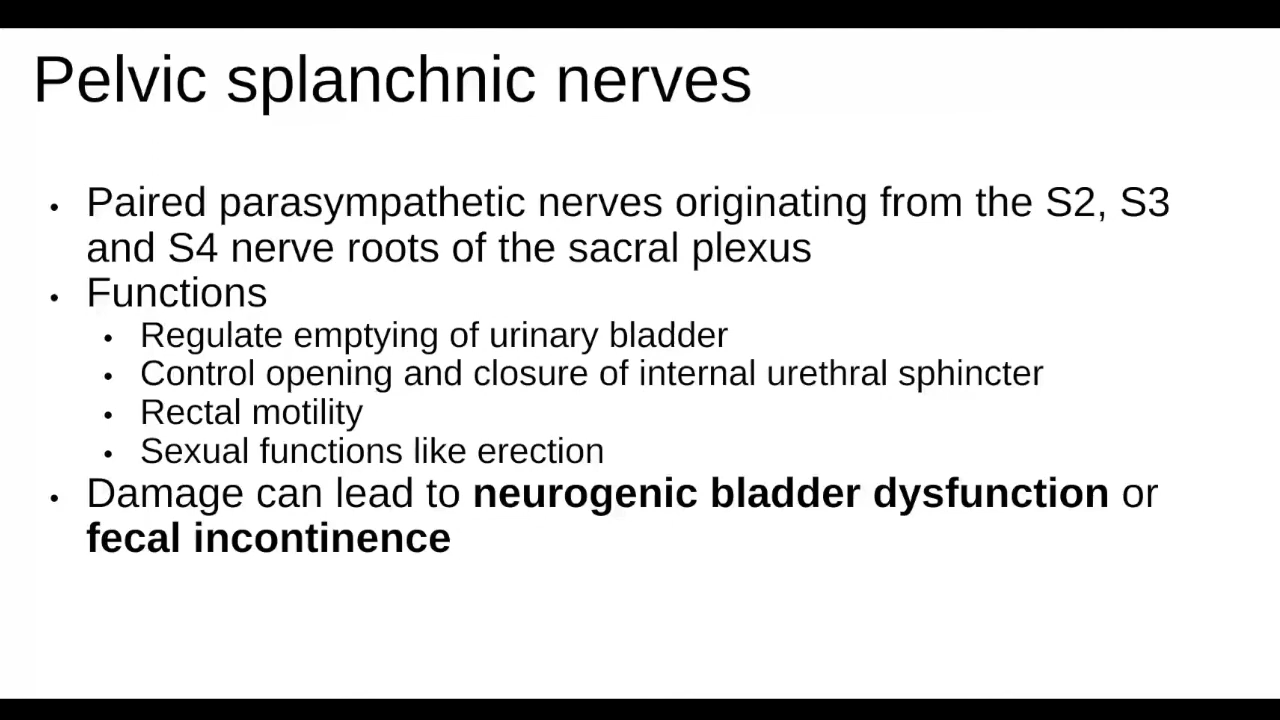 Pelvic splanchnic nerves
• Paired parasympathetic nerves originating from the S2, S3
and S4 nerve roots of the sacral plexus
• Functions
• Regulate emptying of urinary bladder
• Control opening and closure of internal urethral sphincter
• Rectal motility
• Sexual functions like erection
• Damage can lead to neurogenic bladder dysfunction or
fecal incontinence